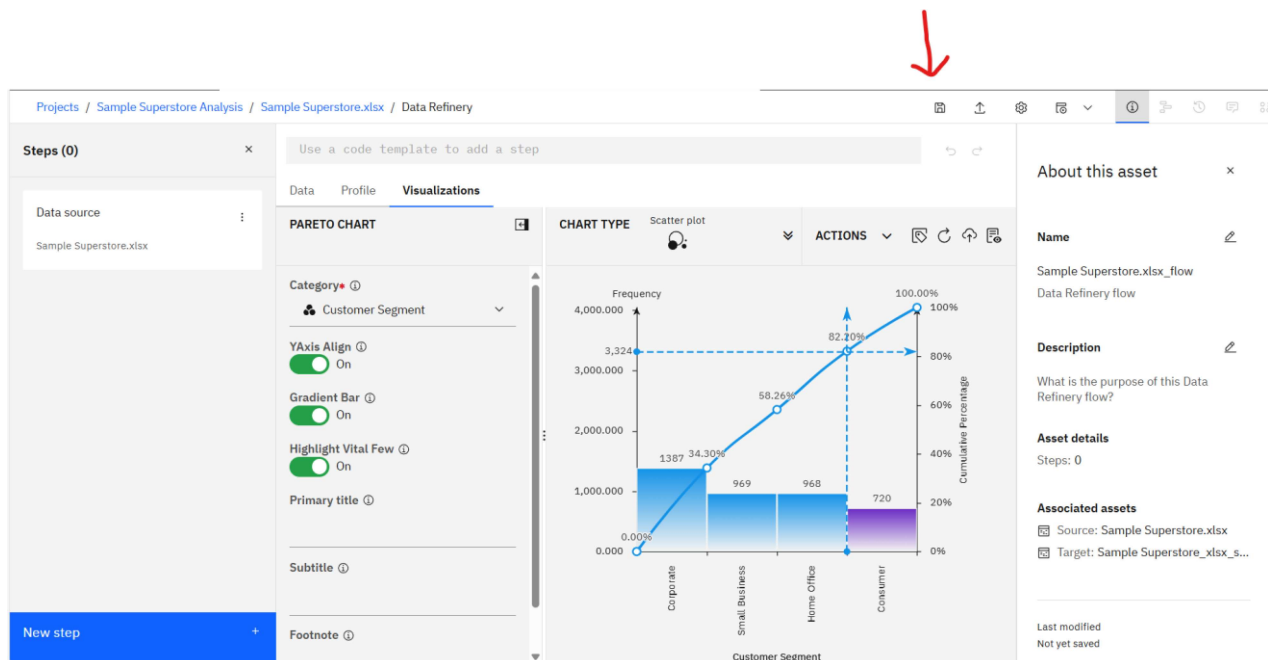 Projects / Sample Superstore Analysis / Sample Superstore.xlsx / Data Refinery
Steps (0)
Data source
Sample Superstore.xlsx
New step +
Use a code template to add a step
Data Profile Visualizations
PARETO CHART
Category*
Customer Segment
YAxis Align
On
Gradient Bar
On
Highlight Vital Few
On
Primary title
Subtitle
Footnote
CHART TYPE
Scatter plot
ACTIONS
Frequency
4,000.000
3,324
3,000.000
2,000.000
1,000.000
0.000
0.00%
34.30%
58.26%
82.20%
100.00%
1387
969
968
720
100%
80%
60%
40%
20%
0%
Cumulative Percentage
Corporate
Small Business
Home Office
Consumer
Customer Segment
About this asset
Name
Sample Superstore.xlsx_flow
Data Refinery flow
Description
What is the purpose of this Data
Refinery flow?
Asset details
Steps: 0
Associated assets
Source: Sample Superstore.xlsx
Target: Sample Superstore_xlsx_s...
Last modified
Not yet saved